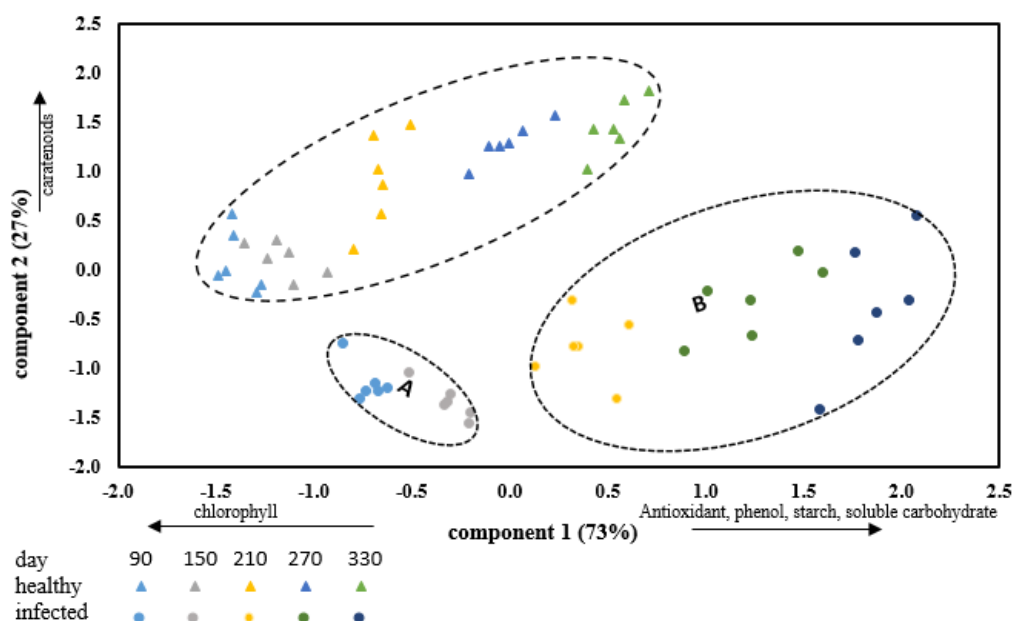 2.5
2.0
1.5
1.0
0.5
0.0
-0.5
-1.0
-1.5
-2.0
component 2 (27%)
caratenoids
A
B
-2.0 -1.5 -1.0 -0.5 0.0 0.5 1.0 1.5 2.0 2.5
chlorophyll
Antioxidant, phenol, starch, soluble carbohydrate
component 1 (73%)
day 90 150 210 270 330
healthy
infected